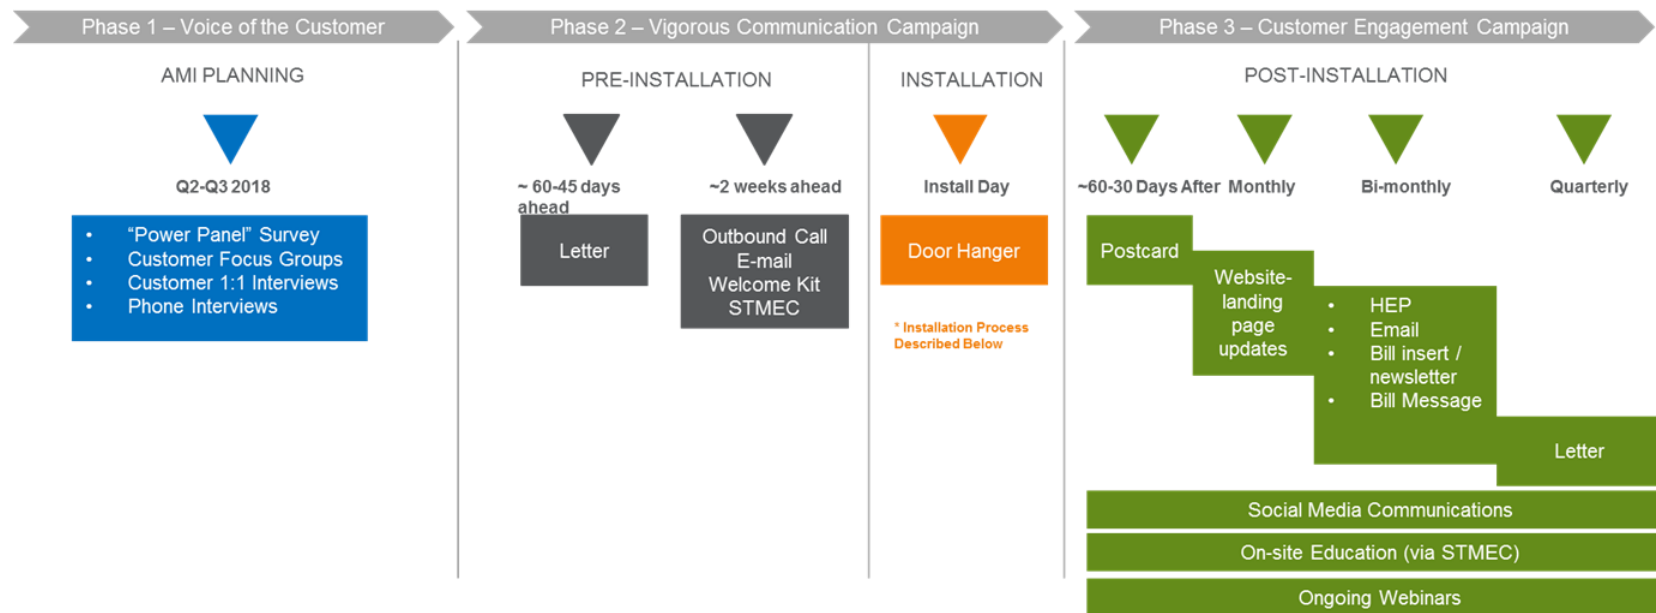 Phase 1 – Voice of the Customer
Phase 2 – Vigorous Communication Campaign
Phase 3 – Customer Engagement Campaign
AMI PLANNING
PRE-INSTALLATION
INSTALLATION
POST-INSTALLATION
Q2-Q3 2018
~ 60-45 days
ahead
~2 weeks ahead
Install Day
~60-30 Days After
Monthly
Bi-monthly
Quarterly
• “Power Panel” Survey
• Customer Focus Groups
• Customer 1:1 Interviews
• Phone Interviews
Letter
Outbound Call
E-mail
Welcome Kit
STMEC
Door Hanger
* Installation Process
Described Below
Postcard
Website-
landing
page
updates
• HEP
• Email
• Bill insert /
newsletter
• Bill Message
Letter
Social Media Communications
On-site Education (via STMEC)
Ongoing Webinars